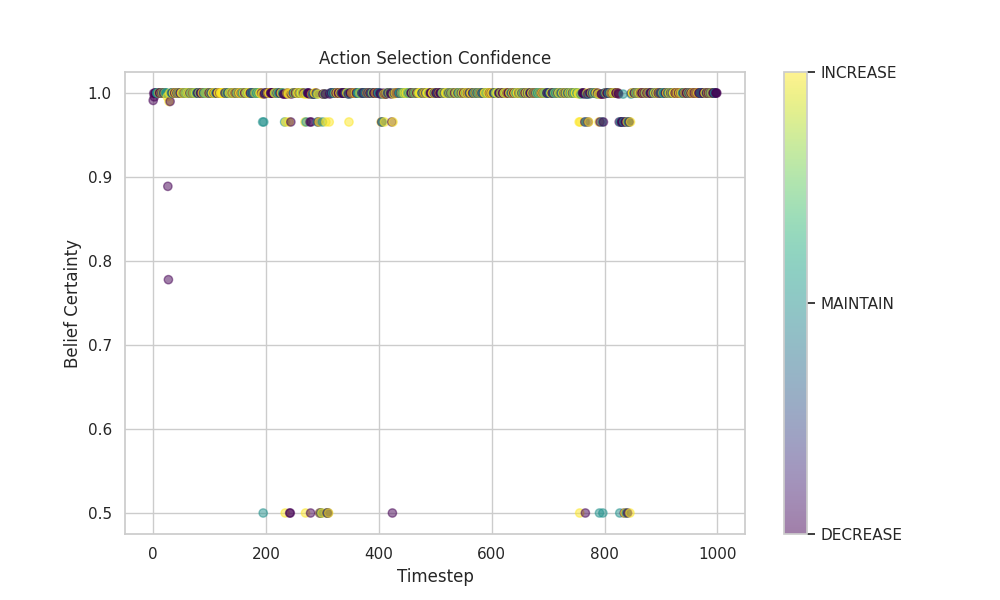 Action Selection Confidence
Belief Certainty
1.0
0.9
0.8
0.7
0.6
0.5
0
200
400
600
800
1000
Timestep
INCREASE
MAINTAIN
DECREASE